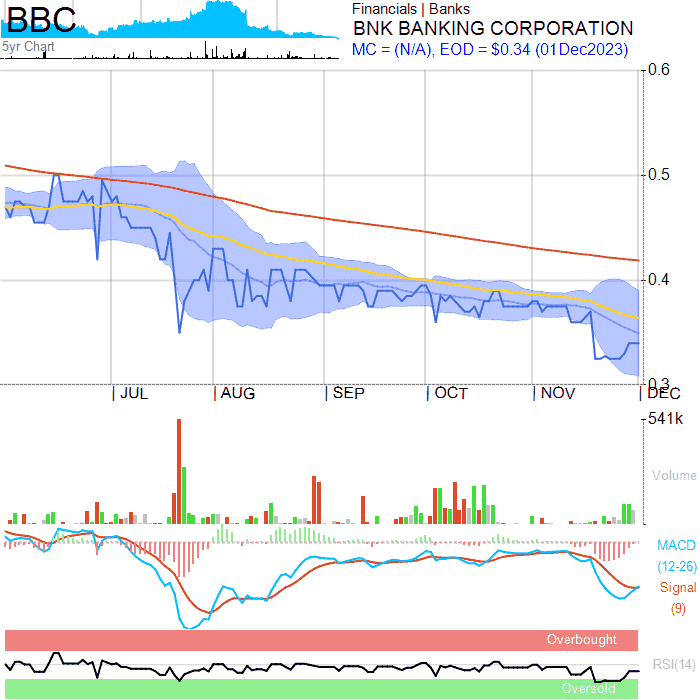 BBC
5yr Chart
Financials | Banks
BNK BANKING CORPORATION
MC = (N/A), EOD = $0.34 (01Dec2023)
0.6
0.5
0.4
0.3
JUL
AUG
SEP
OCT
NOV
DEC
541k
Volume
MACD
(12-26)
Signal
(9)
Overbought
RSI(14)
Oversold